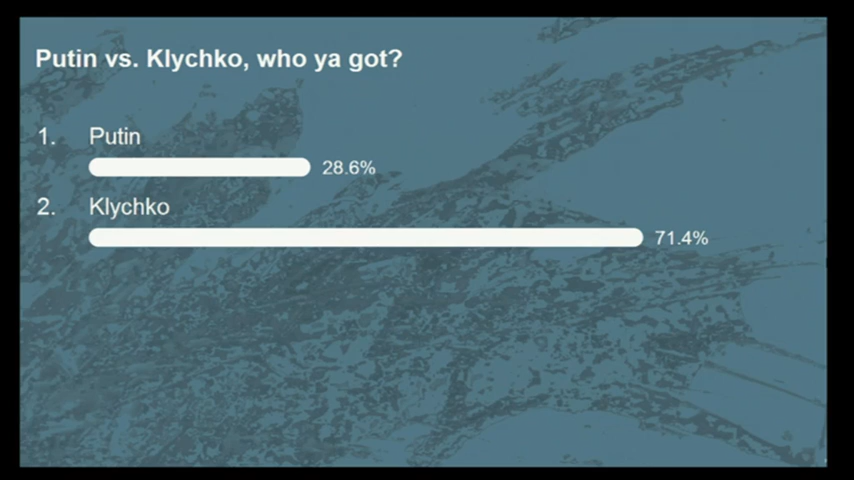 Putin vs. Klychko, who ya got?
1. Putin
28.6%
2. Klychko
71.4%